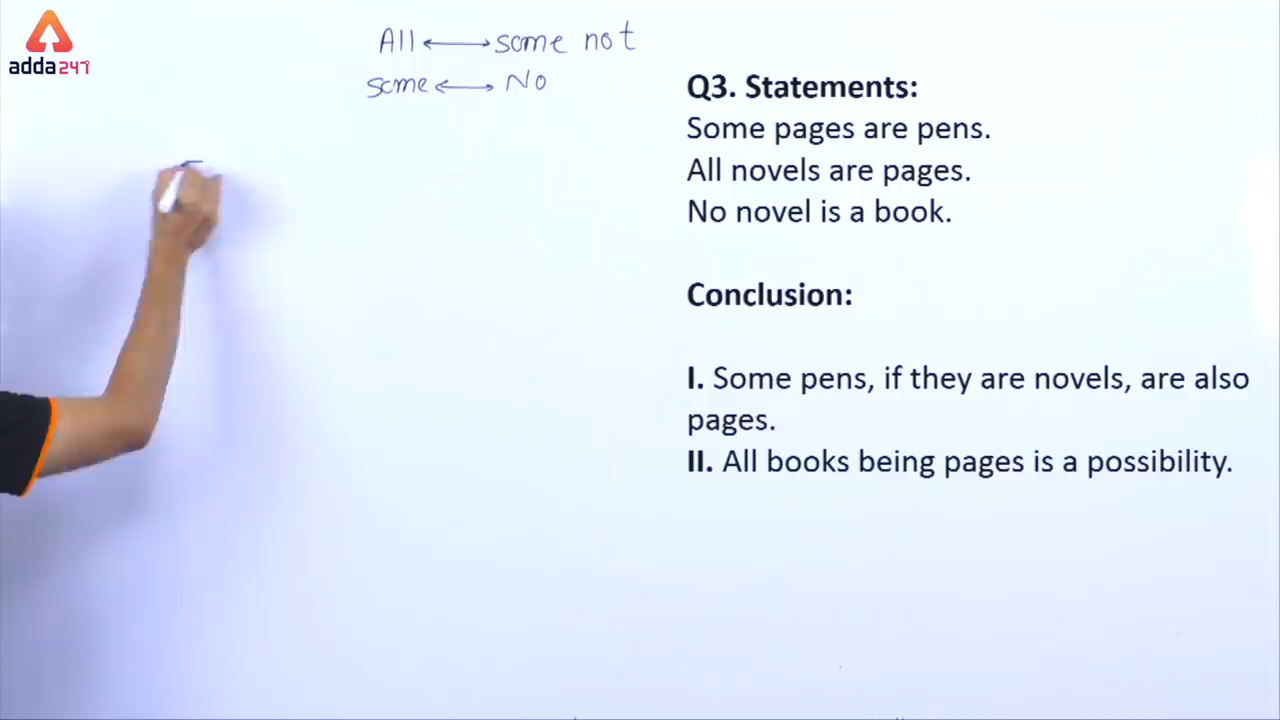 adda247
All ⟷ some not
some ⟷ No
Q3. Statements:
Some pages are pens.
All novels are pages.
No novel is a book.
Conclusion:
I. Some pens, if they are novels, are also
pages.
II. All books being pages is a possibility.